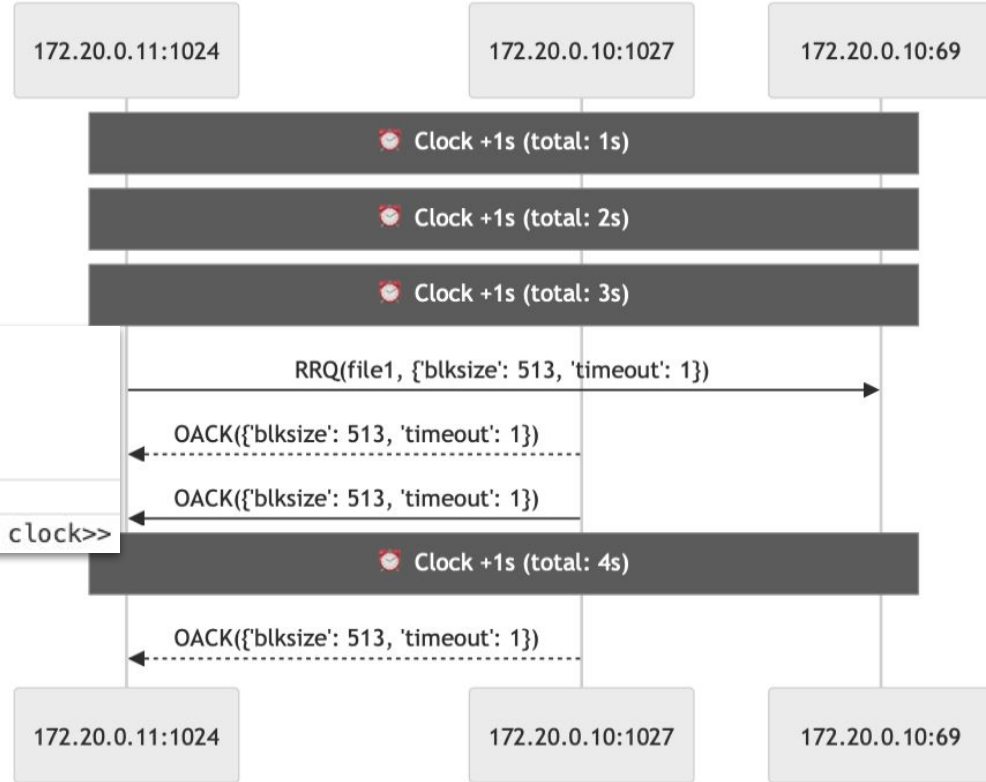 172.20.0.11:1024 172.20.0.10:1027 172.20.0.10:69
⏰ Clock +1s (total: 1s)
⏰ Clock +1s (total: 2s)
⏰ Clock +1s (total: 3s)
RRQ(file1, {'blksize': 513, 'timeout': 1})
OACK({'blksize': 513, 'timeout': 1})
OACK({'blksize': 513, 'timeout': 1})
clock>>
⏰ Clock +1s (total: 4s)
OACK({'blksize': 513, 'timeout': 1})
172.20.0.11:1024 172.20.0.10:1027 172.20.0.10:69